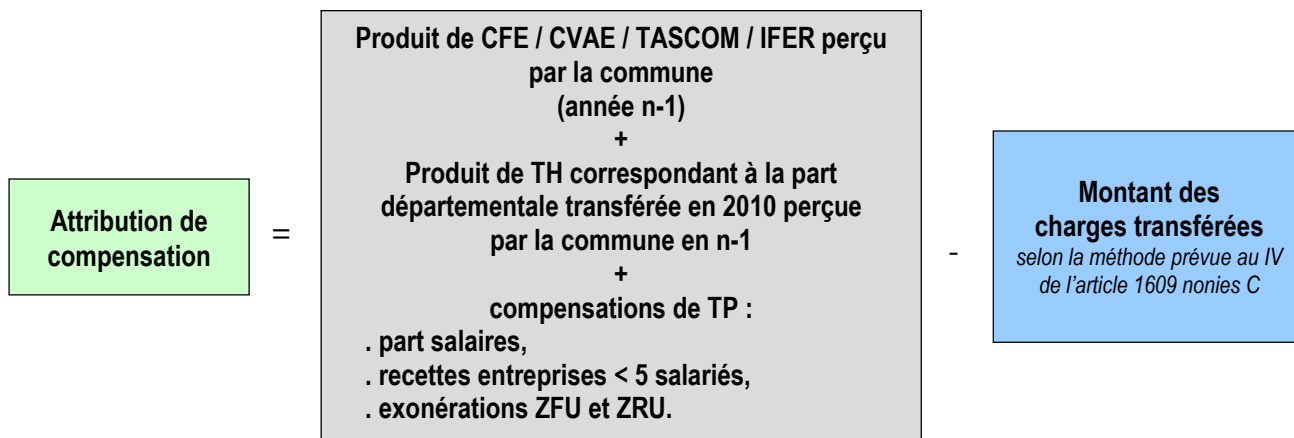 Attribution de
compensation
=
Produit de CFE / CVAE / TASCOM / IFER perçu
par la commune
(année n-1)
+
Produit de TH correspondant à la part
départementale transférée en 2010 perçue
par la commune en n-1
+
compensations de TP :
. part salaires,
. recettes entreprises < 5 salariés,
. exonérations ZFU et ZRU.
-
Montant des
charges transférées
selon la méthode prévue au IV
de l’article 1609 nonies C